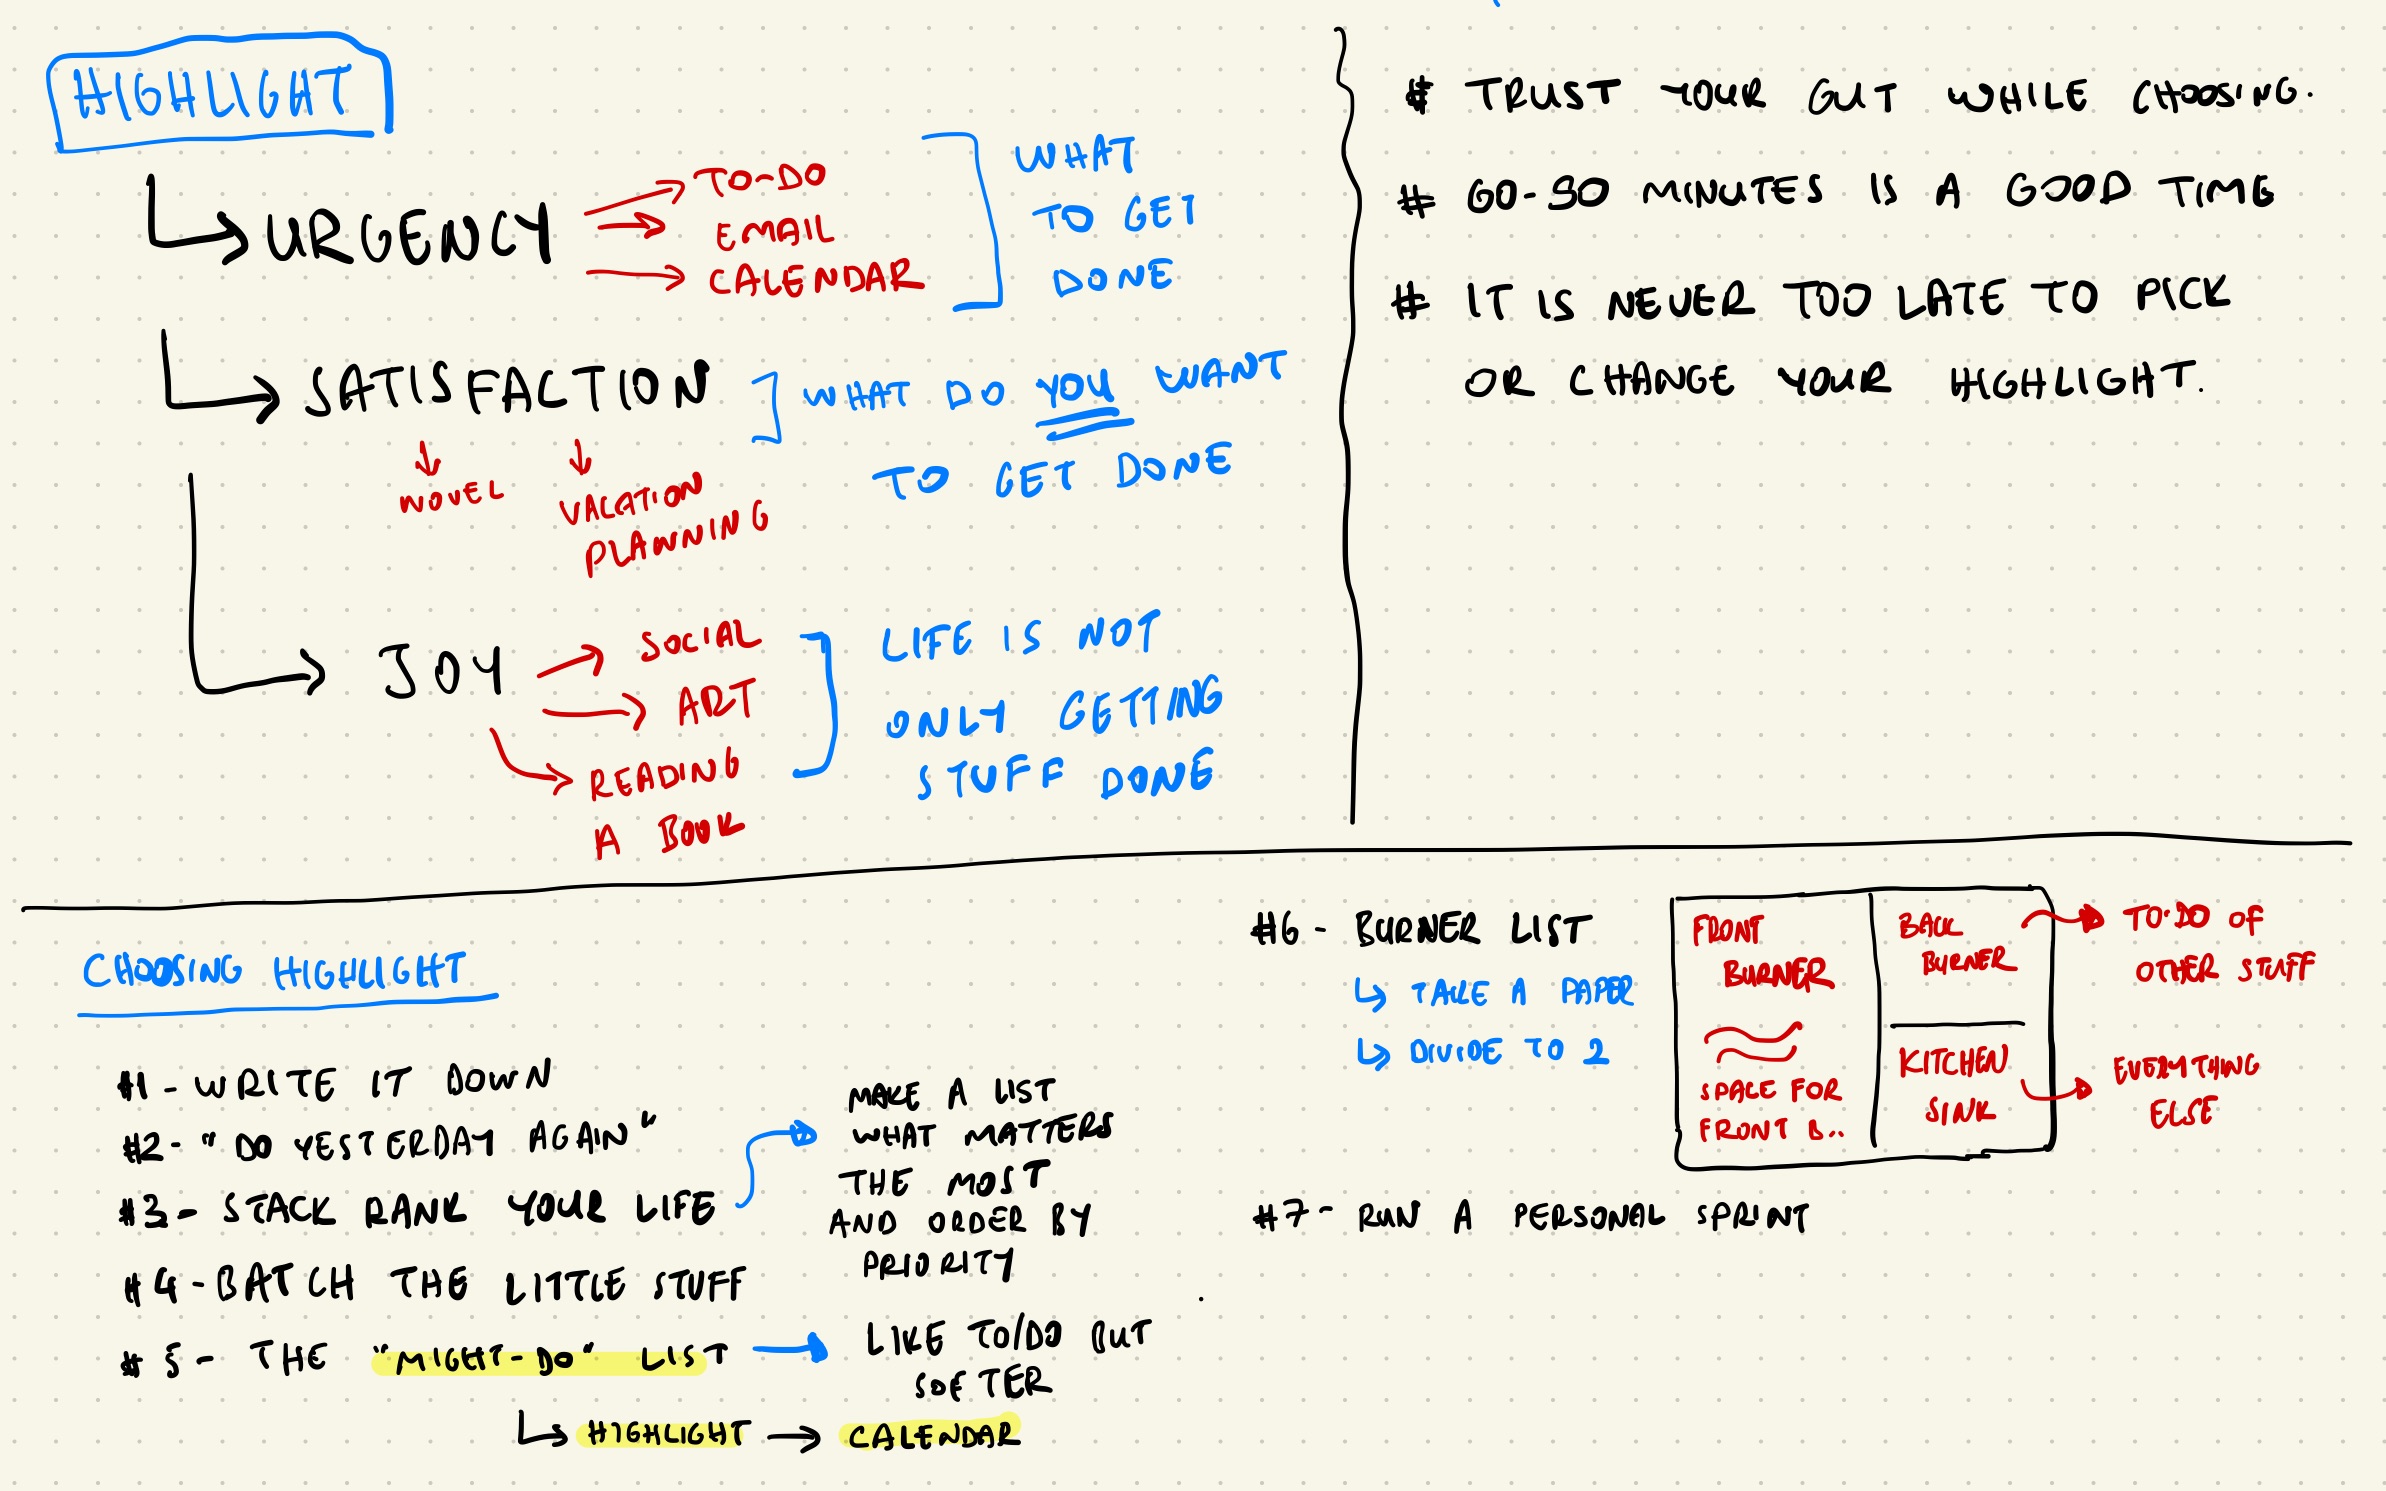 HIGHLIGHT
URGENCY
TO-DO
EMAIL
CALENDAR
WHAT
TO GET
DONE
SATISFACTION
NOVEL
VACATION
PLANNING
WHAT DO YOU WANT
TO GET DONE
JOY
SOCIAL
ART
READING
A BOOK
LIFE IS NOT
ONLY GETTING
STUFF DONE
# TRUST YOUR GUT WHILE CHOOSING.
# 60-90 MINUTES IS A GOOD TIME
# IT IS NEVER TOO LATE TO PICK
OR CHANGE YOUR HIGHLIGHT.
CHOOSING HIGHLIGHT
#1 - WRITE IT DOWN
#2 - "DO YESTERDAY AGAIN"
#3 - STACK RANK YOUR LIFE
MAKE A LIST
WHAT MATTERS
THE MOST
AND ORDER BY
PRIORITY
#4 - BATCH THE LITTLE STUFF
#5 - THE "MIGHT-DO" LIST
LIKE TO/DO BUT
SOFTER
HIGHLIGHT → CALENDAR
#6 - BURNER LIST
TAKE A PAPER
DIVIDE TO 2
FRONT
BURNER
SPACE FOR
FRONT B..
BACK
BURNER
TO-DO OF
OTHER STUFF
KITCHEN
SINK
EVERYTHING
ELSE
#7 - RUN A PERSONAL SPRINT